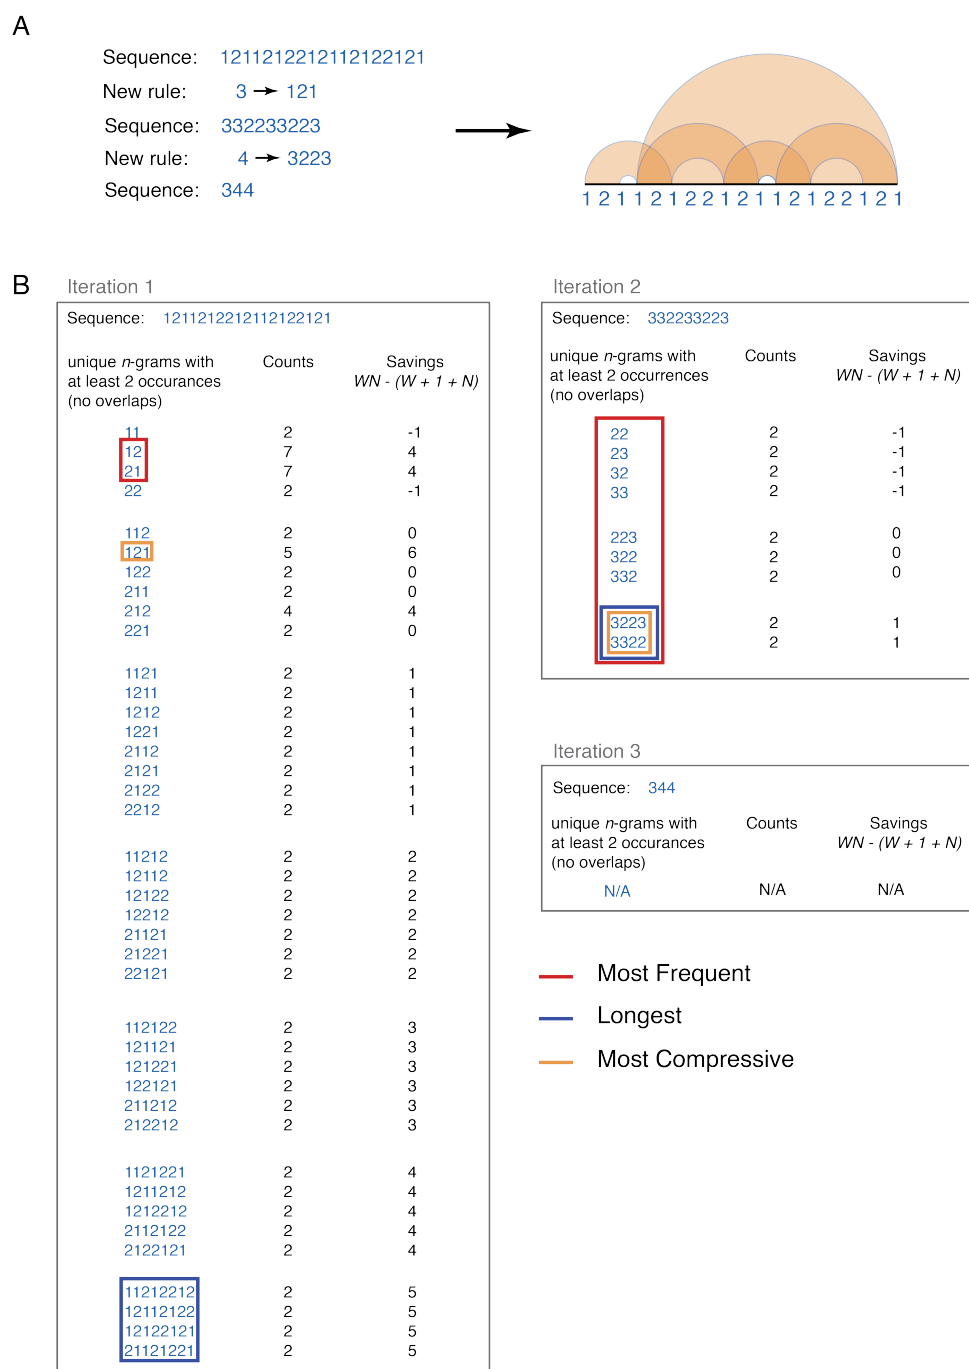 A
Sequence: 1211212212112122121
New rule: 3 → 121
Sequence: 332233223
New rule: 4 → 3223
Sequence: 344
1 2 1 1 2 1 2 2 1 2 1 1 2 1 2 2 1 2 1
B
Iteration 1
Sequence: 1211212212112122121
unique n-grams with
at least 2 occurances
(no overlaps)
Counts
Savings
WN - (W + 1 + N)
11 2 -1
12 7 4
21 7 4
22 2 -1
112 2 0
121 5 6
122 2 0
211 2 0
212 4 4
221 2 0
1121 2 1
1211 2 1
1212 2 1
1221 2 1
2112 2 1
2121 2 1
2122 2 1
2212 2 1
11212 2 2
12112 2 2
12122 2 2
12212 2 2
21121 2 2
21221 2 2
22121 2 2
112122 2 3
121121 2 3
121221 2 3
122121 2 3
211212 2 3
212212 2 3
1121221 2 4
1211212 2 4
1212212 2 4
2112122 2 4
2122121 2 4
11212212 2 5
12112122 2 5
12122121 2 5
21121221 2 5
Iteration 2
Sequence: 332233223
unique n-grams with
at least 2 occurrences
(no overlaps)
Counts
Savings
WN - (W + 1 + N)
22 2 -1
23 2 -1
32 2 -1
33 2 -1
223 2 0
322 2 0
332 2 0
3223 2 1
3322 2 1
Iteration 3
Sequence: 344
unique n-grams with
at least 2 occurances
(no overlaps)
Counts
Savings
WN - (W + 1 + N)
N/A N/A N/A
Most Frequent
Longest
Most Compressive